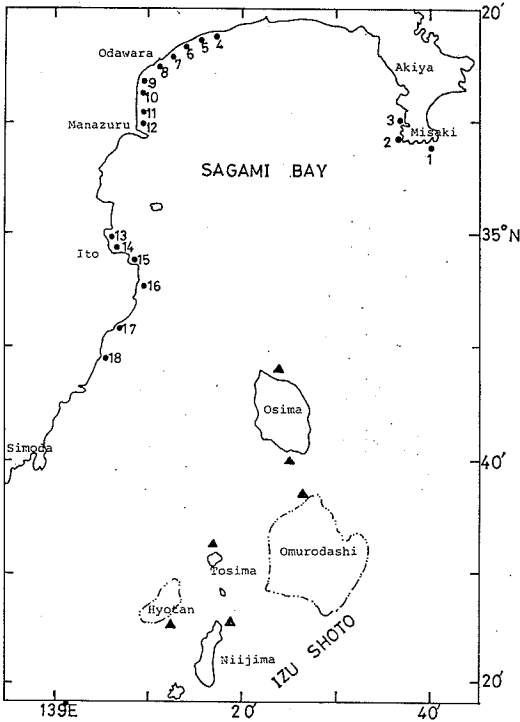 20′
Odawara
4
5
6
7
8
9
10
11
12
Akiya
Manazuru
3
Misaki
2
1
SAGAMI BAY
35°N
13
Ito
14
15
16
17
18
Osima
Simoda
40′
Omurodashi
Tosima
Hyotan
IZU SHOTO
Niijima
20′
139E
20′
40′